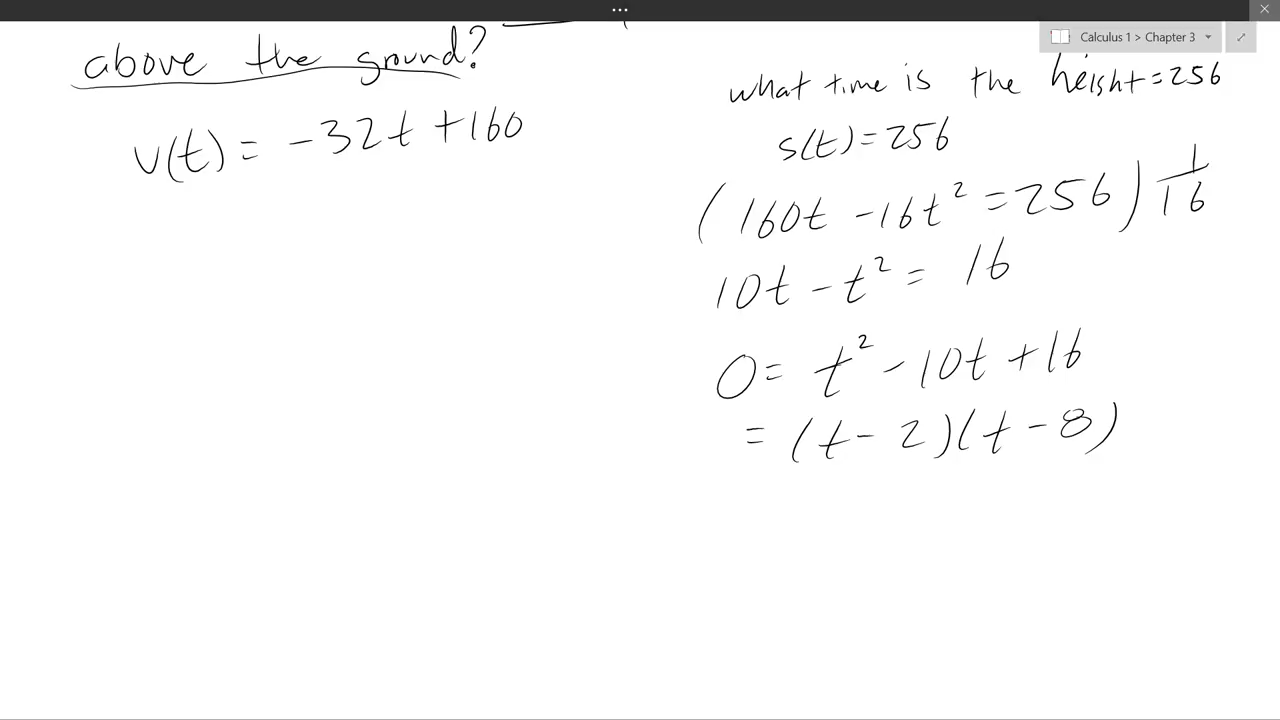 Calculus 1 > Chapter 3
above the ground?
v(t) = -32t + 160
what time is the height = 256
s(t) = 256
(160t - 16t² = 256) 1/16
10t - t² = 16
0 = t² - 10t + 16
= (t - 2)(t - 8)